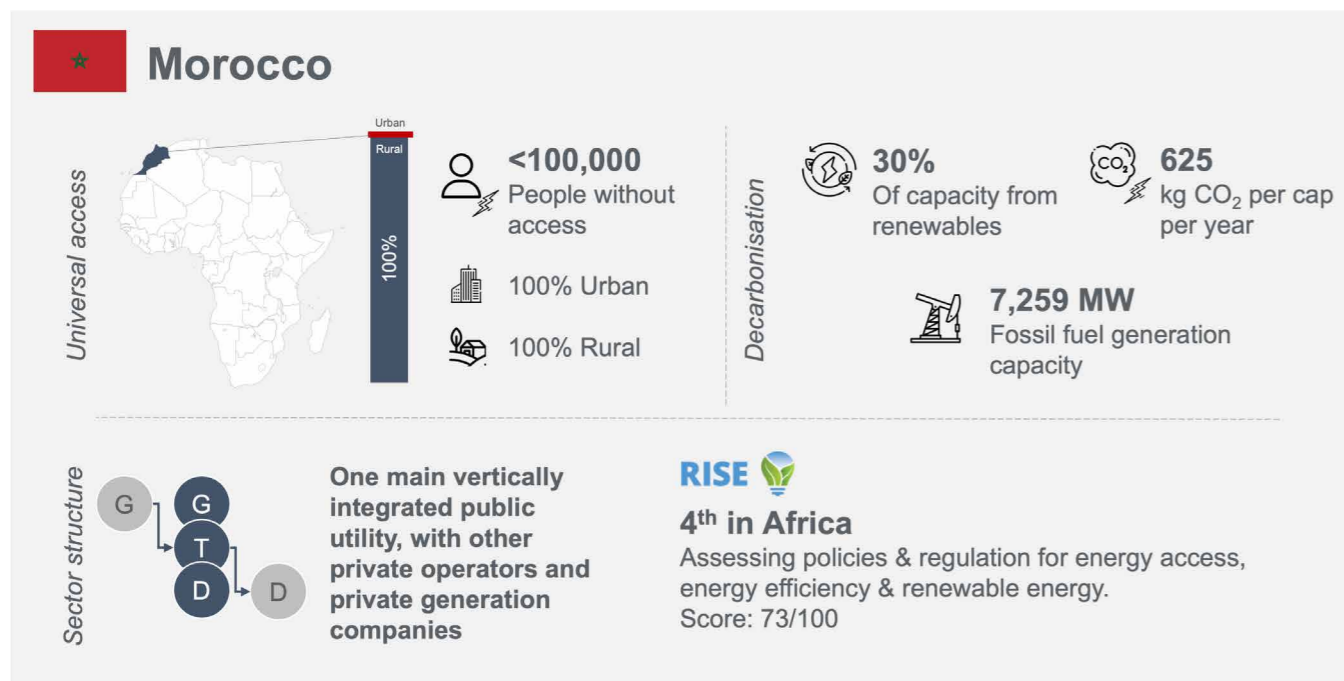 Morocco
Universal access
Urban
Rural
100%
<100,000
People without
access
100% Urban
100% Rural
Decarbonisation
30%
Of capacity from
renewables
CO₂
625
kg CO₂ per cap
per year
7,259 MW
Fossil fuel generation
capacity
Sector structure
G
G
T
D
D
One main vertically
integrated public
utility, with other
private operators and
private generation
companies
RISE
4th in Africa
Assessing policies & regulation for energy access,
energy efficiency & renewable energy.
Score: 73/100